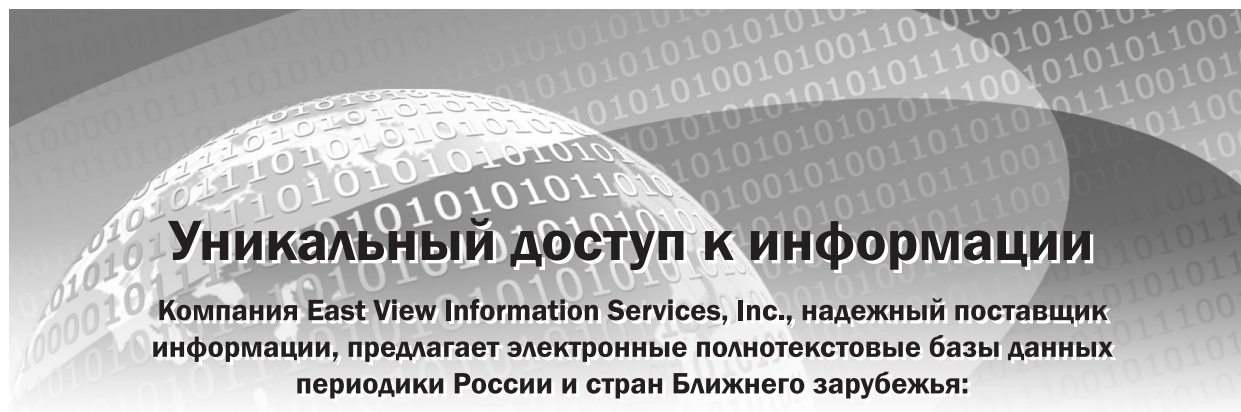 Уникальный доступ к информации
Компания East View Information Services, Inc., надежный поставщик
информации, предлагает электронные полнотекстовые базы данных
периодики России и стран Ближнего зарубежья: